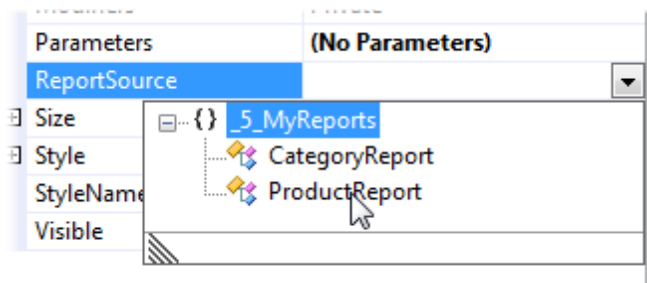 Parameters (No Parameters)
ReportSource
Size
{} _5_MyReports
Style
CategoryReport
StyleName
ProductReport
Visible